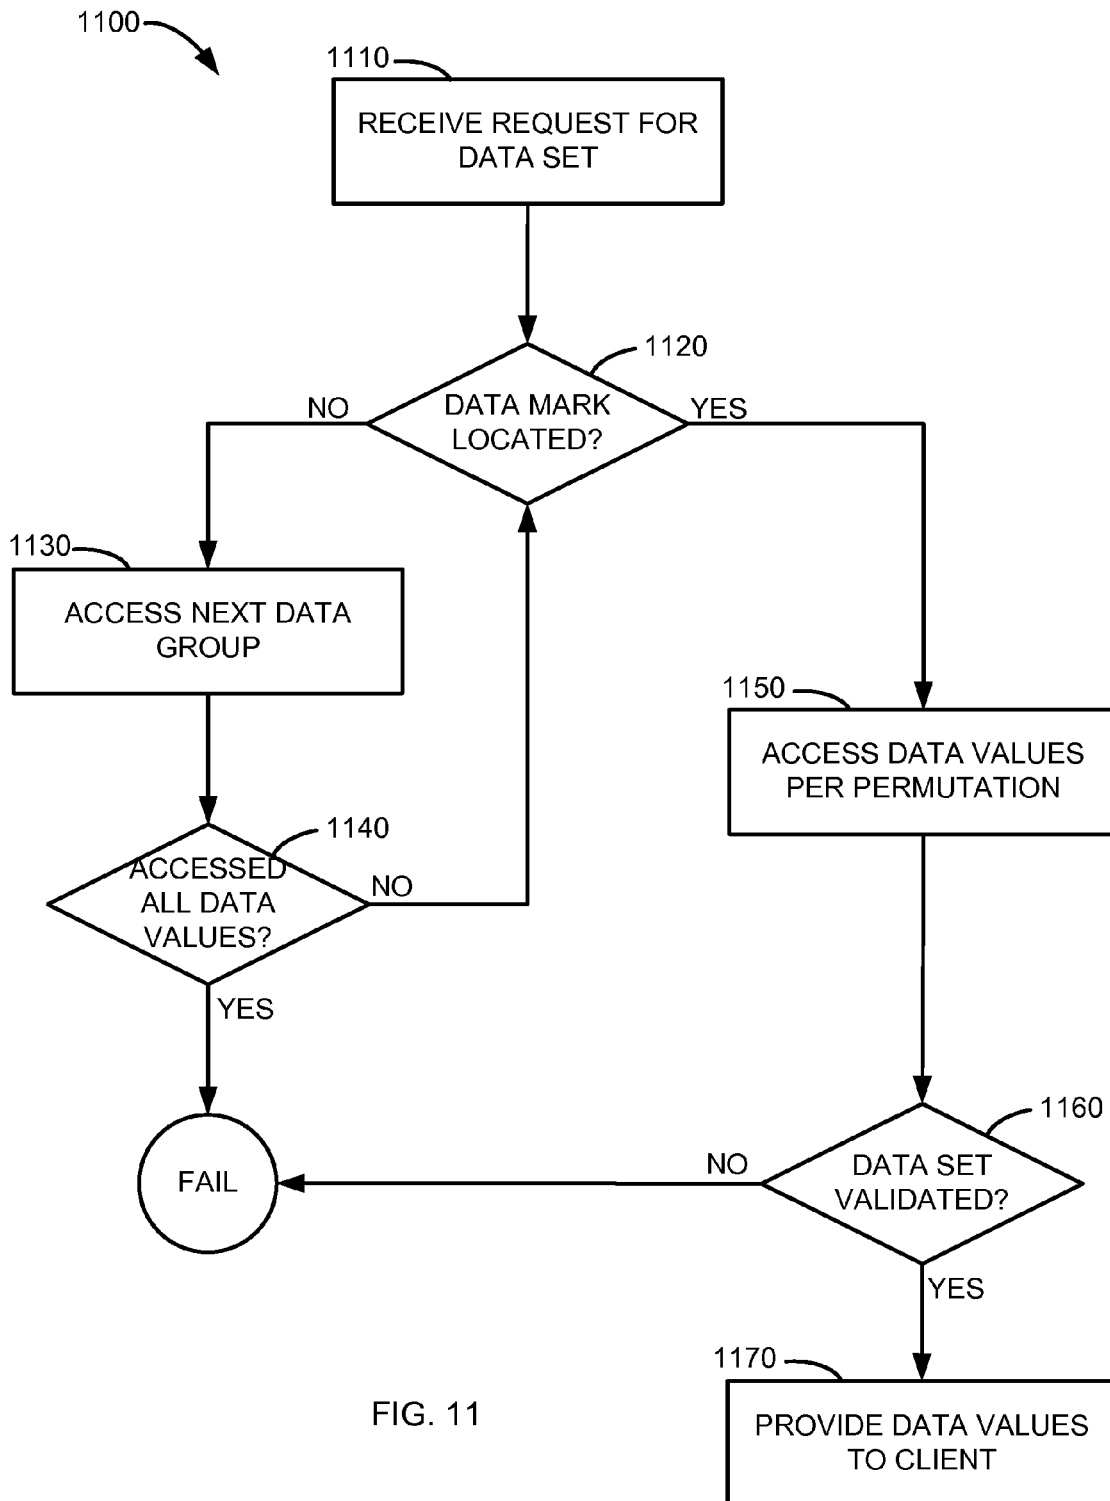 1100
1110
RECEIVE REQUEST FOR
DATA SET
1120
DATA MARK
LOCATED?
NO
YES
1130
ACCESS NEXT DATA
GROUP
1140
ACCESSED
ALL DATA
VALUES?
NO
YES
1150
ACCESS DATA VALUES
PER PERMUTATION
1160
DATA SET
VALIDATED?
NO
YES
FAIL
1170
PROVIDE DATA VALUES
TO CLIENT
FIG. 11